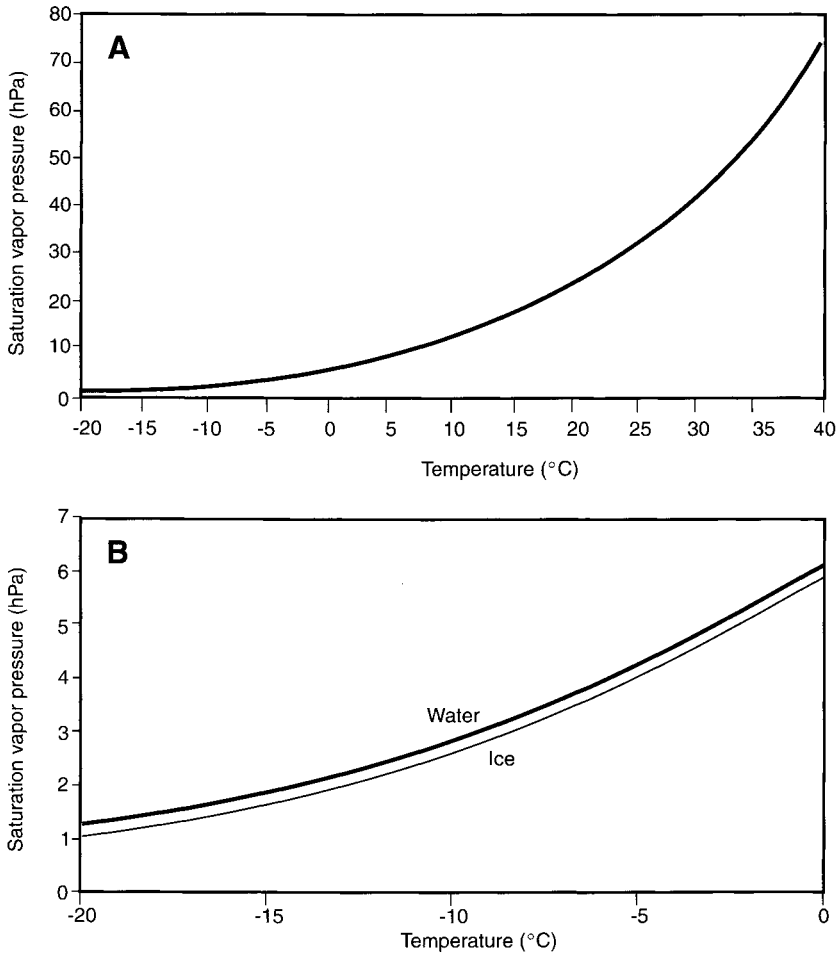 A
Saturation vapor pressure (hPa)
80
70
60
50
40
30
20
10
0
-20 -15 -10 -5 0 5 10 15 20 25 30 35 40
Temperature (°C)
B
Saturation vapor pressure (hPa)
7
6
5
4
3
2
1
0
Water
Ice
-20 -15 -10 -5 0
Temperature (°C)